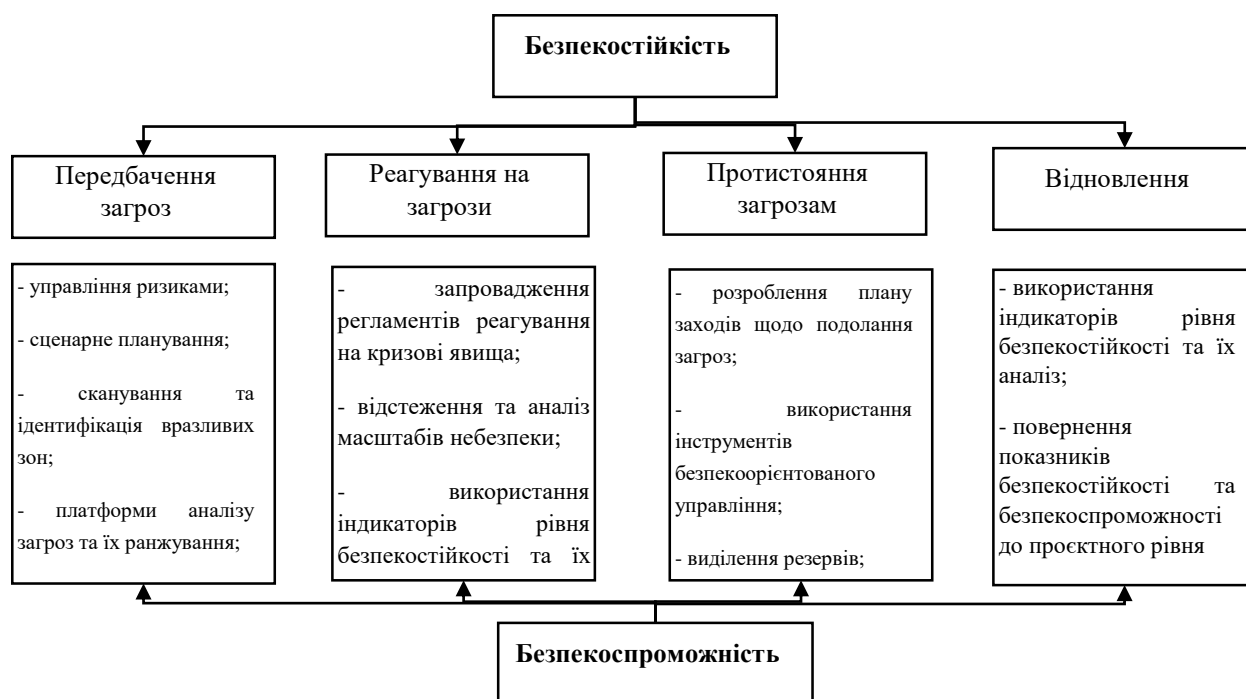 Безпекостійкість
Передбачення
загроз
Реагування на
загрози
Протистояння
загрозам
Відновлення
- управління ризиками;
- сценарне планування;
- сканування та
ідентифікація вразливих
зон;
- платформи аналізу
загроз та їх ранжування;
- запровадження
регламентів реагування
на кризові явища;
- відстеження та аналіз
масштабів небезпеки;
- використання
індикаторів рівня
безпекостійкості та їх
- розроблення плану
заходів щодо подолання
загроз;
- використання
інструментів
безпекоорієнтованого
управління;
- виділення резервів;
- використання
індикаторів рівня
безпекостійкості та їх
аналіз;
- повернення
показників
безпекостійкості та
безпекоспроможності
до проєктного рівня
Безпекоспроможність